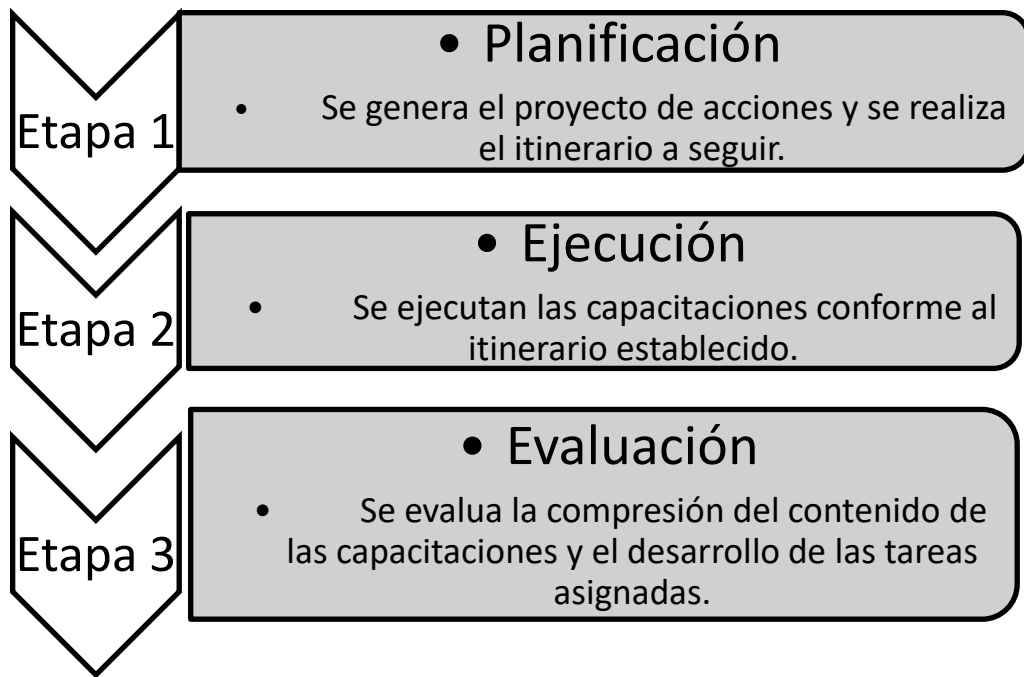 Etapa 1
• Planificación
• Se genera el proyecto de acciones y se realiza
el itinerario a seguir.
Etapa 2
• Ejecución
• Se ejecutan las capacitaciones conforme al
itinerario establecido.
Etapa 3
• Evaluación
• Se evalua la compresión del contenido de
las capacitaciones y el desarrollo de las tareas
asignadas.